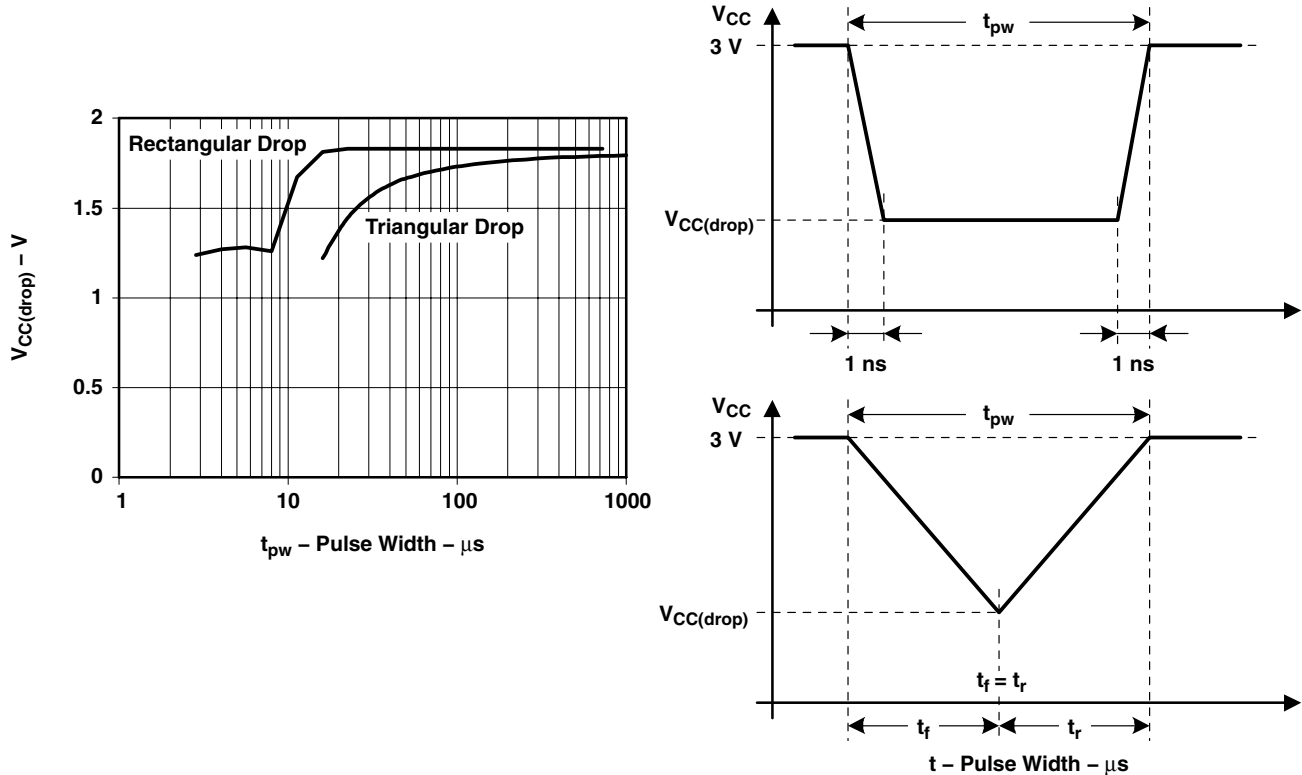 2
Rectangular Drop
1.5
Triangular Drop
1
0.5
0
1
10
100
1000
VCC(drop) – V
tpw – Pulse Width – μs
VCC
3 V
tpw
VCC(drop)
1 ns
1 ns
VCC
3 V
tpw
VCC(drop)
tf = tr
tf
tr
t – Pulse Width – μs